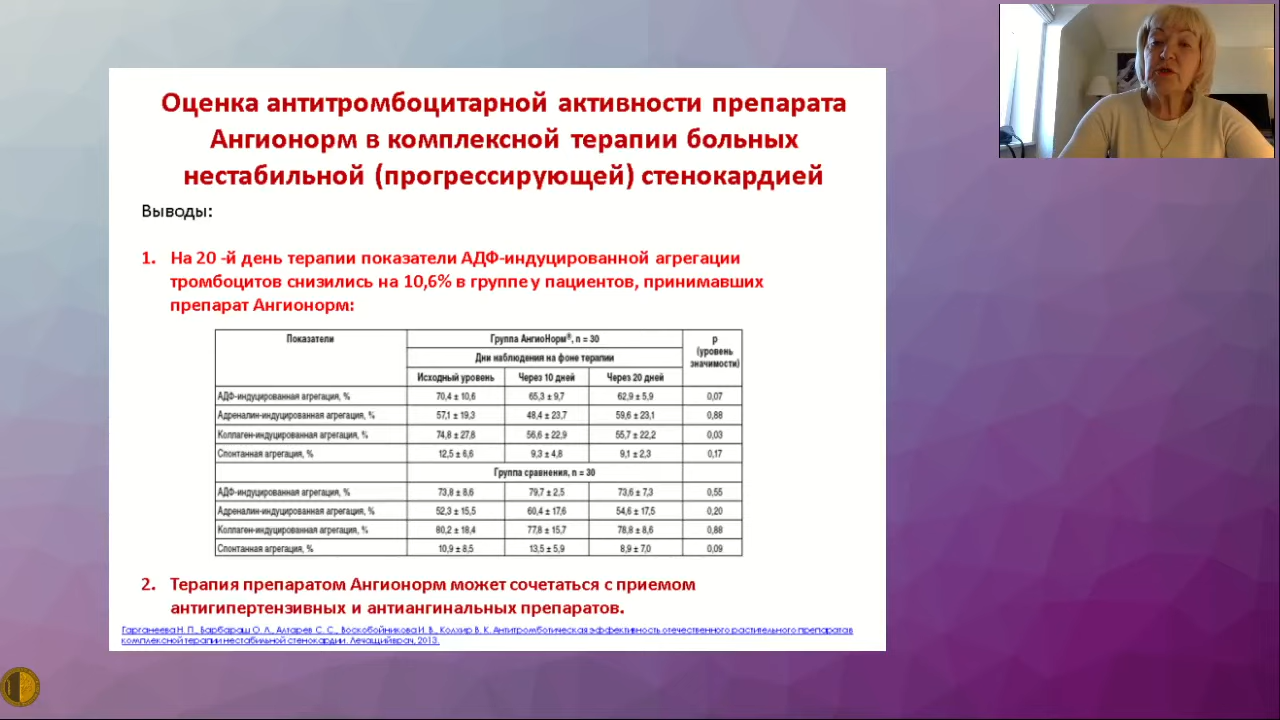 Оценка антитромбоцитарной активности препарата
Ангионорм в комплексной терапии больных
нестабильной (прогрессирующей) стенокардией
Выводы:
1. На 20 -й день терапии показатели АДФ-индуцированной агрегации
тромбоцитов снизились на 10,6% в группе у пациентов, принимавших
препарат Ангионорм:
Показатели Группа АнгиоНорм®, n = 30 p
(уровень
значимости)
Дни наблюдения на фоне терапии
Исходный уровень Через 10 дней Через 20 дней
АДФ-индуцированная агрегация, % 70,4 ± 10,6 65,3 ± 9,7 62,9 ± 5,9 0,07
Адреналин-индуцированная агрегация, % 57,1 ± 19,3 48,4 ± 23,7 59,6 ± 23,1 0,88
Коллаген-индуцированная агрегация, % 74,8 ± 27,8 56,6 ± 22,9 55,7 ± 22,2 0,03
Спонтанная агрегация, % 12,5 ± 6,6 9,3 ± 4,8 9,1 ± 2,3 0,17
Группа сравнения, n = 30
АДФ-индуцированная агрегация, % 73,8 ± 8,6 79,7 ± 2,5 73,6 ± 7,3 0,55
Адреналин-индуцированная агрегация, % 52,3 ± 15,5 60,4 ± 17,6 54,6 ± 17,5 0,20
Коллаген-индуцированная агрегация, % 80,2 ± 18,4 77,8 ± 15,7 78,8 ± 8,6 0,88
Спонтанная агрегация, % 10,9 ± 8,5 13,5 ± 5,9 8,9 ± 7,0 0,09
2. Терапия препаратом Ангионорм может сочетаться с приемом
антигипертензивных и антиангинальных препаратов.
Гарганеева Н. П., Барбараш О. Л., Алтарев С. С., Воскобойникова И. В., Колхир В. К. Антитромботическая эффективность отечественного растительного препарата в
комплексной терапии нестабильной стенокардии. Лечащий врач, 2013.